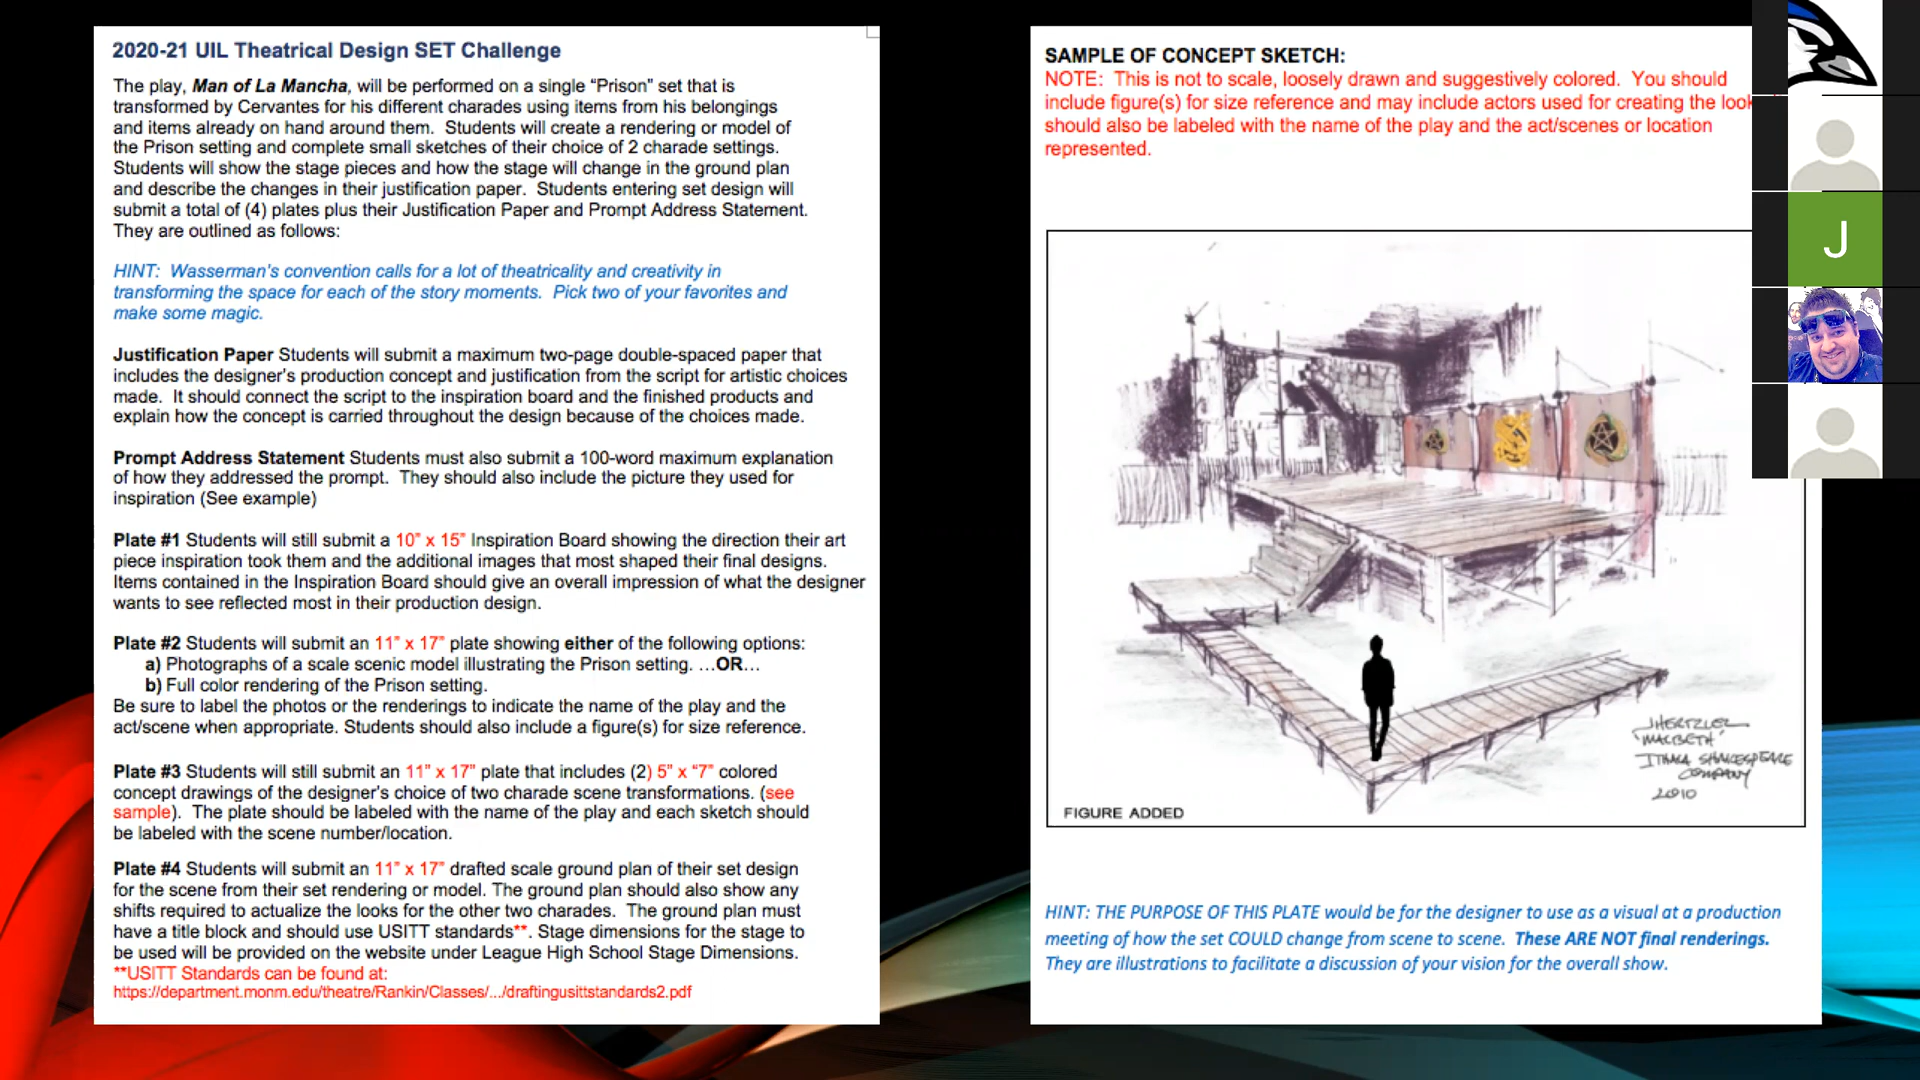 2020-21 UIL Theatrical Design SET Challenge
The play, Man of La Mancha, will be performed on a single “Prison” set that is
transformed by Cervantes for his different charades using items from his belongings
and items already on hand around them. Students will create a rendering or model of
the Prison setting and complete small sketches of their choice of 2 charade settings.
Students will show the stage pieces and how the stage will change in the ground plan
and describe the changes in their justification paper. Students entering set design will
submit a total of (4) plates plus their Justification Paper and Prompt Address Statement.
They are outlined as follows:
HINT: Wasserman's convention calls for a lot of theatricality and creativity in
transforming the space for each of the story moments. Pick two of your favorites and
make some magic.
Justification Paper Students will submit a maximum two-page double-spaced paper that
includes the designer's production concept and justification from the script for artistic choices
made. It should connect the script to the inspiration board and the finished products and
explain how the concept is carried throughout the design because of the choices made.
Prompt Address Statement Students must also submit a 100-word maximum explanation
of how they addressed the prompt. They should also include the picture they used for
inspiration (See example)
Plate #1 Students will still submit a 10” x 15” Inspiration Board showing the direction their art
piece inspiration took them and the additional images that most shaped their final designs.
Items contained in the Inspiration Board should give an overall impression of what the designer
wants to see reflected most in their production design.
Plate #2 Students will submit an 11” x 17” plate showing either of the following options:
a) Photographs of a scale scenic model illustrating the Prison setting. …OR…
b) Full color rendering of the Prison setting.
Be sure to label the photos or the renderings to indicate the name of the play and the
act/scene when appropriate. Students should also include a figure(s) for size reference.
Plate #3 Students will still submit an 11” x 17” plate that includes (2) 5” x “7” colored
concept drawings of the designer's choice of two charade scene transformations. (see
sample). The plate should be labeled with the name of the play and each sketch should
be labeled with the scene number/location.
Plate #4 Students will submit an 11” x 17” drafted scale ground plan of their set design
for the scene from their set rendering or model. The ground plan should also show any
shifts required to actualize the looks for the other two charades. The ground plan must
have a title block and should use USITT standards**. Stage dimensions for the stage to
be used will be provided on the website under League High School Stage Dimensions.
**USITT Standards can be found at:
https://department.monm.edu/theatre/Rankin/Classes/…/draftingusittstandards2.pdf
SAMPLE OF CONCEPT SKETCH:
NOTE: This is not to scale, loosely drawn and suggestively colored. You should
include figure(s) for size reference and may include actors used for creating the look
should also be labeled with the name of the play and the act/scenes or location
represented.
J
JHERTZLER
"MACBETH"
ITHACA SHAKESPEARE
COMPANY
2010
FIGURE ADDED
HINT: THE PURPOSE OF THIS PLATE would be for the designer to use as a visual at a production
meeting of how the set COULD change from scene to scene. These ARE NOT final renderings.
They are illustrations to facilitate a discussion of your vision for the overall show.